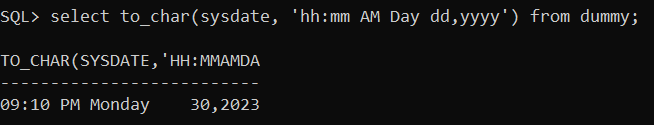 SQL> select to_char(sysdate, 'hh:mm AM Day dd,yyyy') from dummy;
TO_CHAR(SYSDATE,'HH:MMAMDA
--------------------------
09:10 PM Monday    30,2023